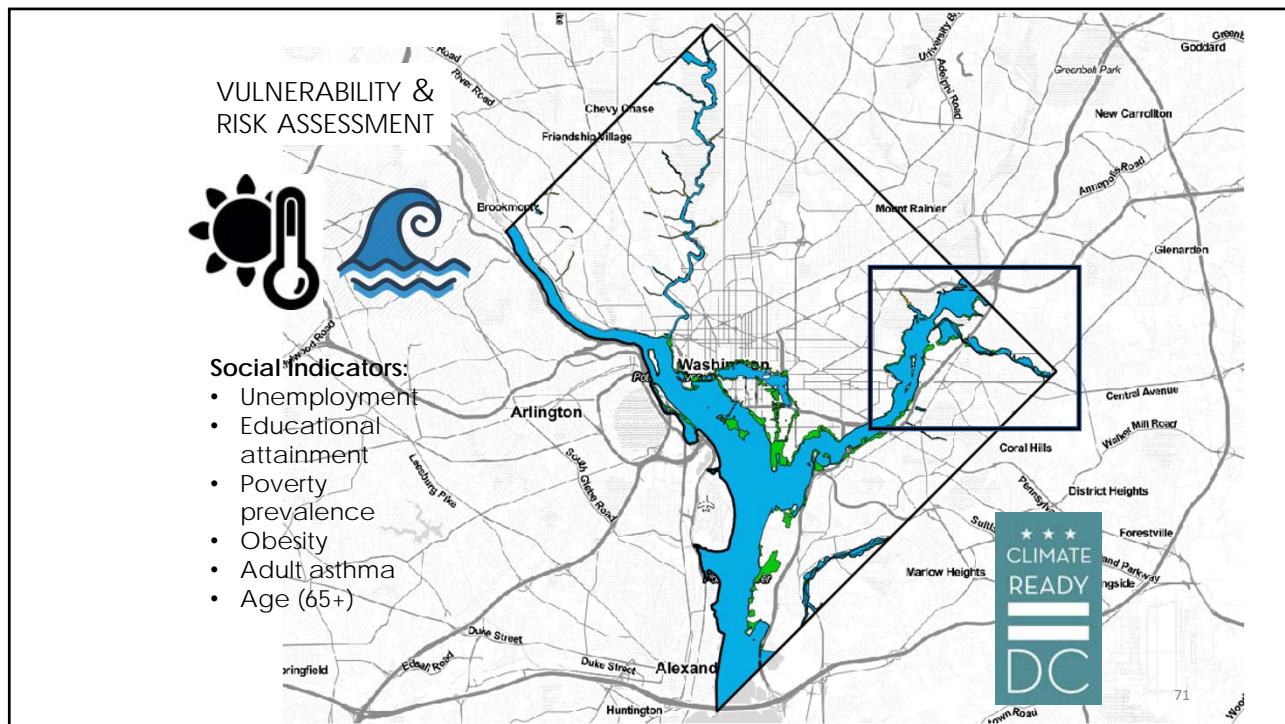 VULNERABILITY &
RISK ASSESSMENT
Social Indicators:
• Unemployment
• Educational
attainment
• Poverty
prevalence
• Obesity
• Adult asthma
• Age (65+)
River Road
Chevy Chase
Friendship Village
Brookmont
Adelphi Road
Goddard
Greenbelt Park
New Carrollton
Annapolis Road
Mount Rainier
Glenarden
Arlington
Leesburg Pike
South Glebe Road
Central Avenue
Walker Mill Road
Coral Hills
District Heights
Forestville
Marlow Heights
Duke Street
Edsall Road
Duke Street
Huntington
CLIMATE
READY
DC
71